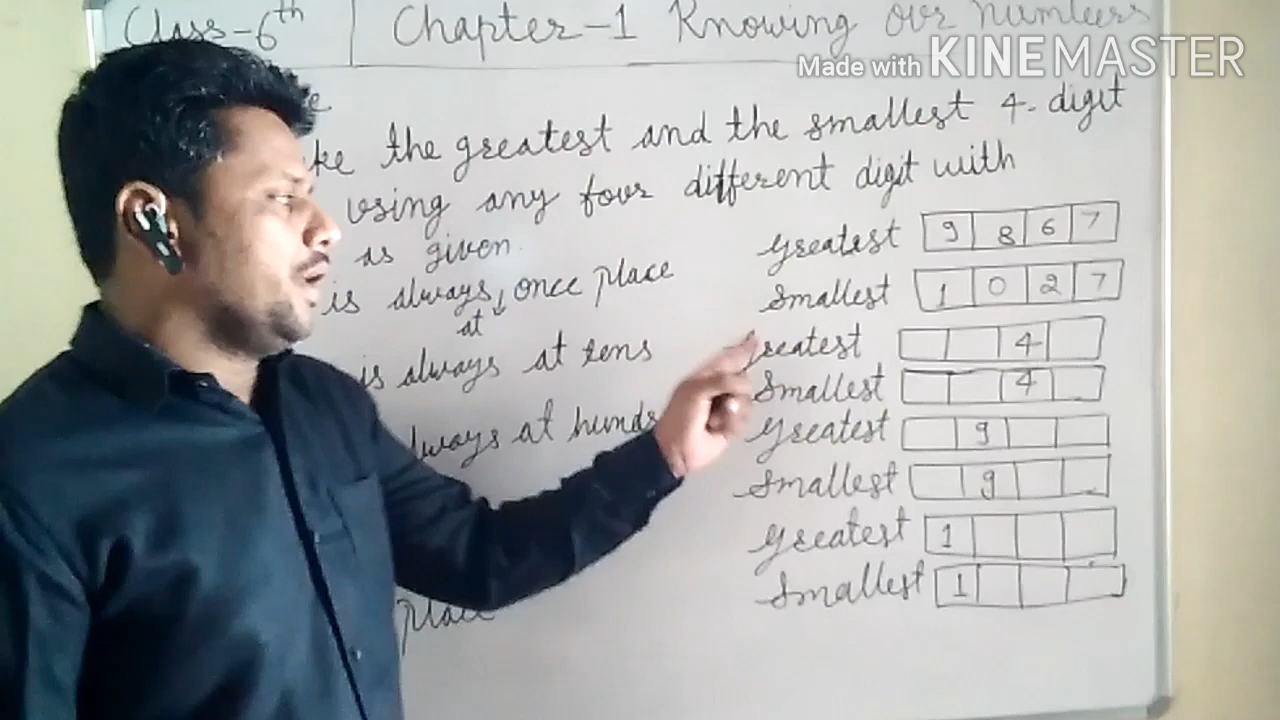 Class-6th | Chapter-1 Knowing Our Numbers
Made with KINEMASTER
the greatest and the smallest 4-digit
using any four different digit with
as given.
is always, once place
at
is always at tens
always at hunds
place
Greatest 9 8 6 7
Smallest 1 0 2 7
Greatest 4
Smallest 4
Greatest 9
Smallest 9
Greatest 1
Smallest 1